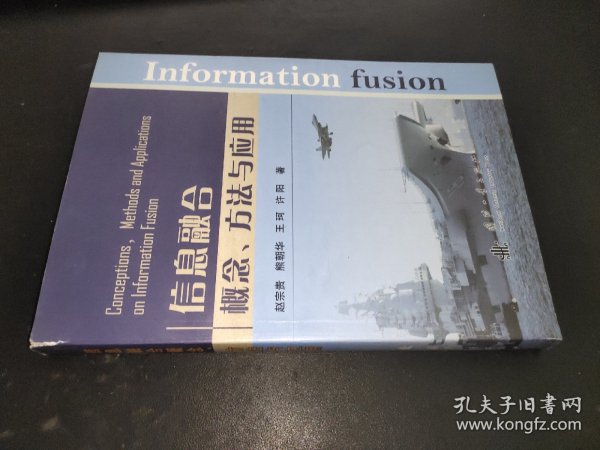 Information fusion
Conceptions, Methods and Applications
on Information Fusion
信息融合
概念、方法与应用
赵宗贵 熊朝华 王珂 许阳 著
孔夫子旧書网
www.kongfz.com